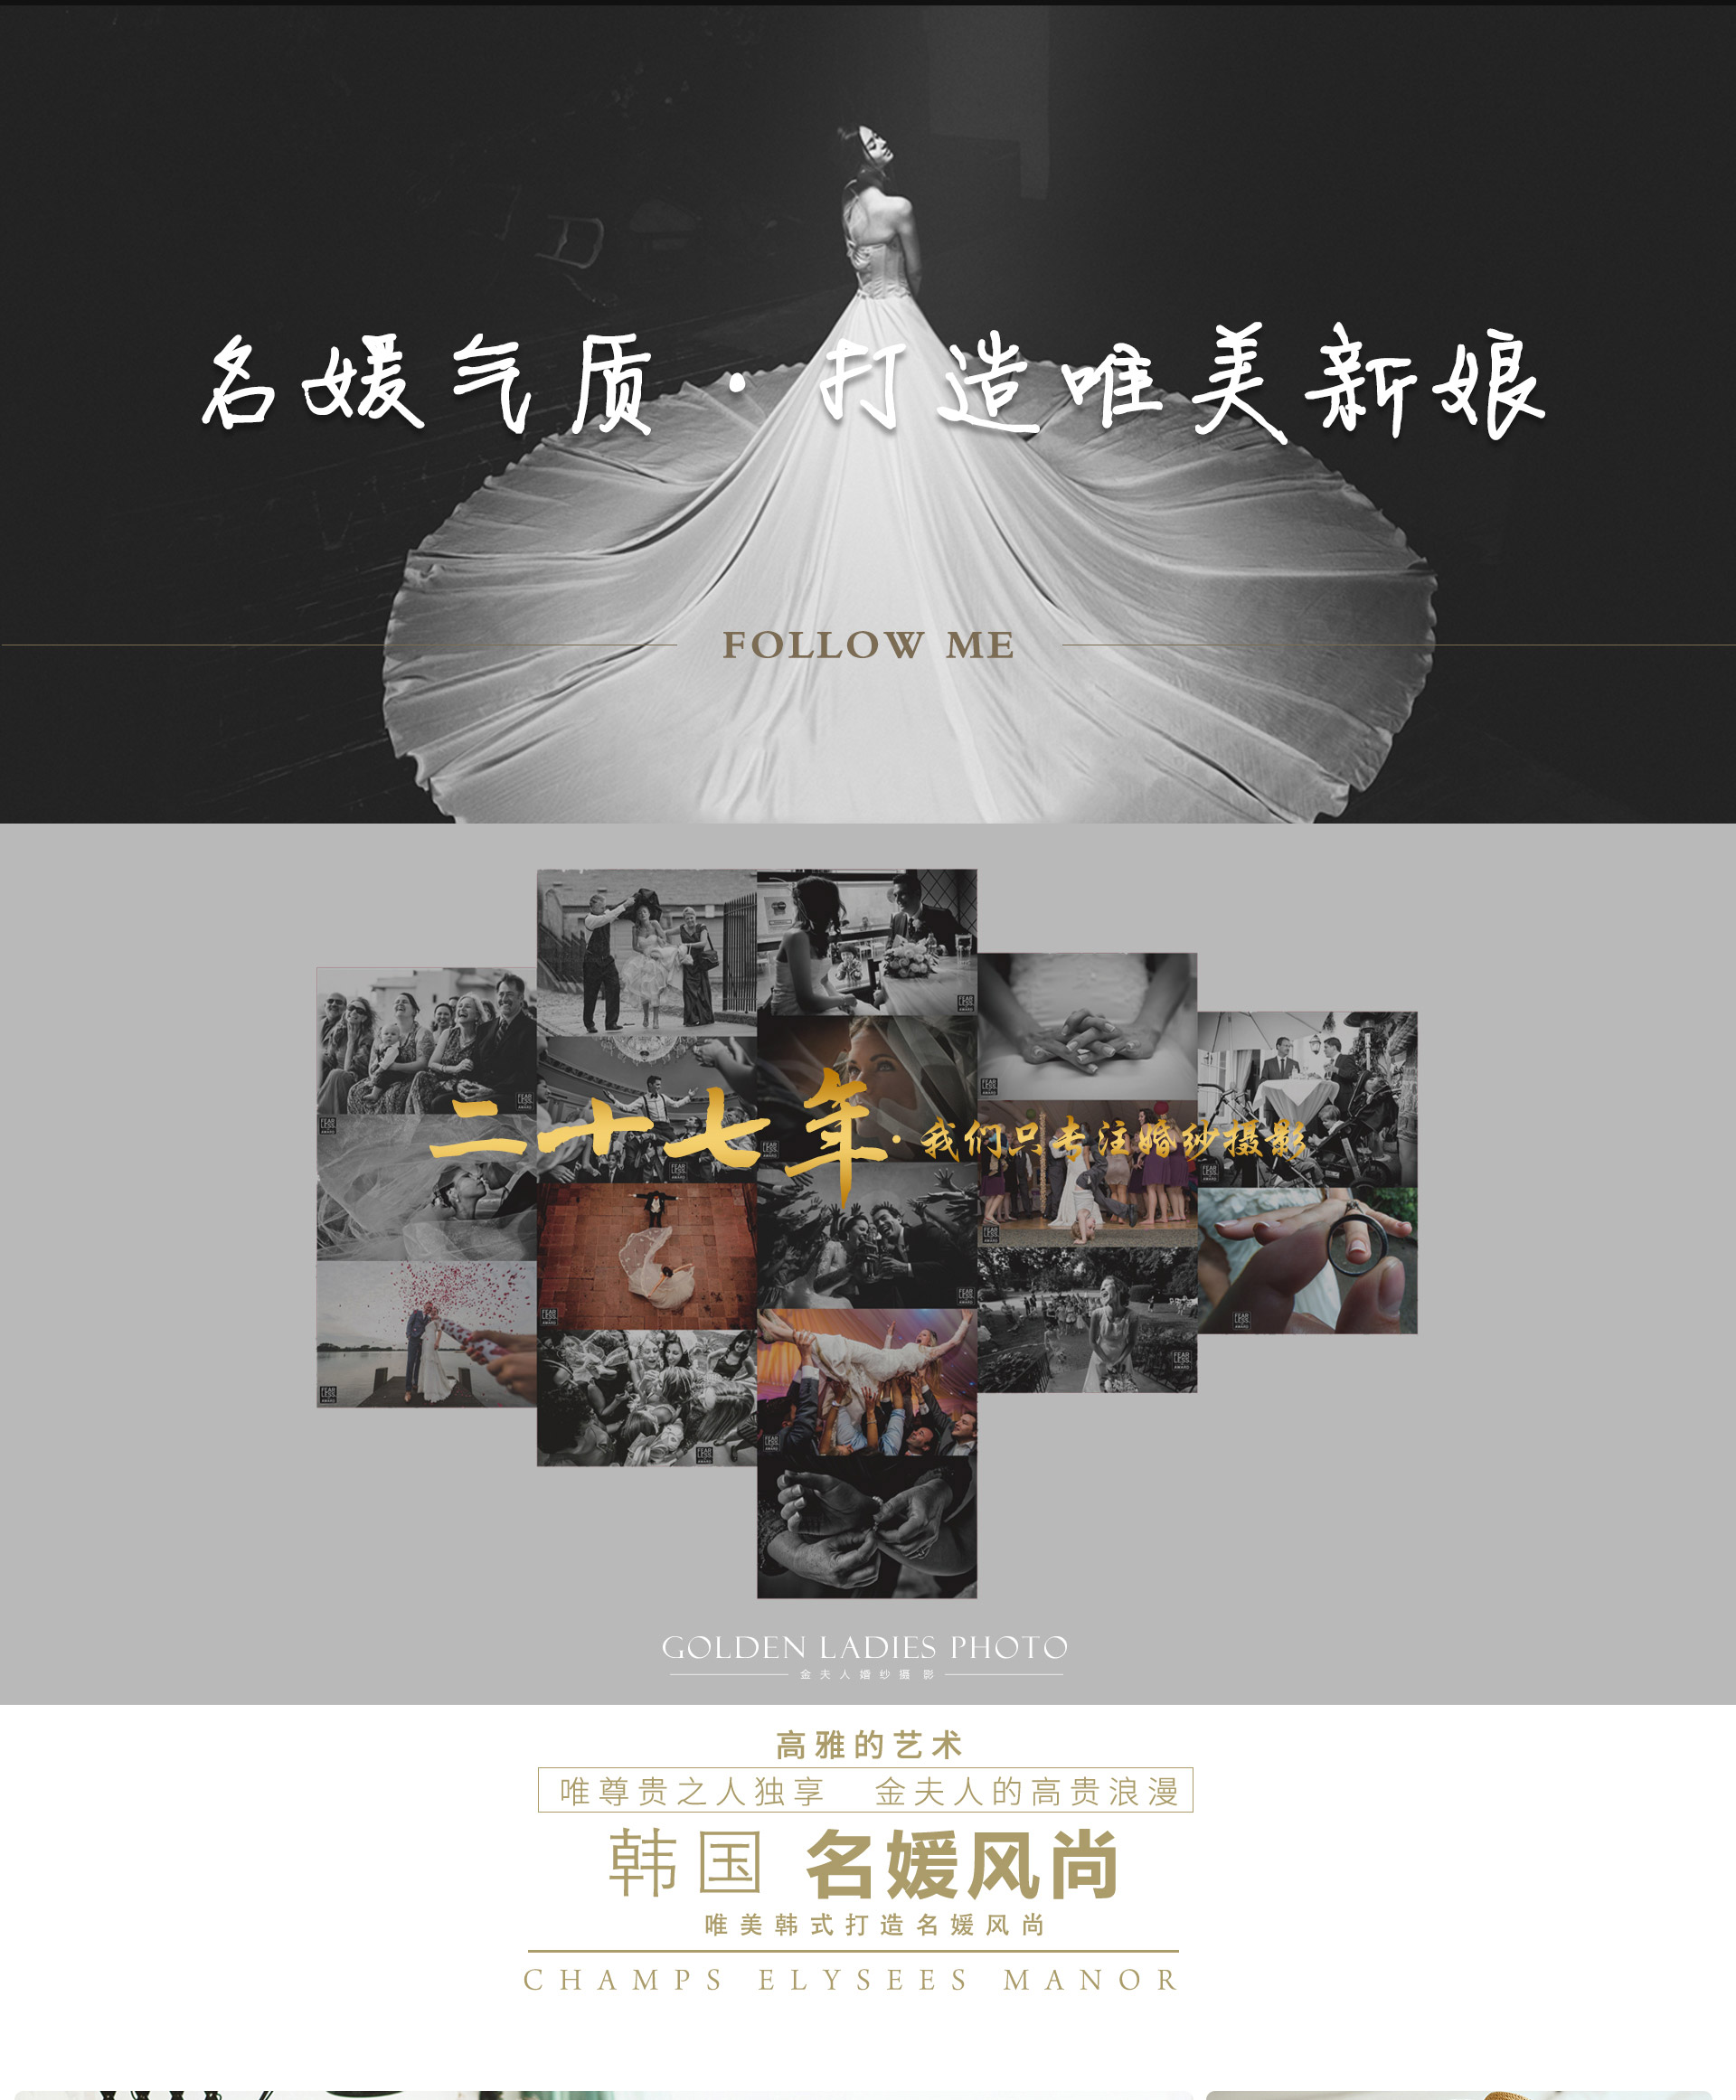 名媛气质 · 打造唯美新娘
FOLLOW ME
二十七年·我们只专注婚纱摄影
GOLDEN LADIES PHOTO
金夫人婚纱摄影
高雅的艺术
唯尊贵之人独享 金夫人的高贵浪漫
韩国 名媛风尚
唯美韩式打造名媛风尚
CHAMPS ELYSEES MANOR